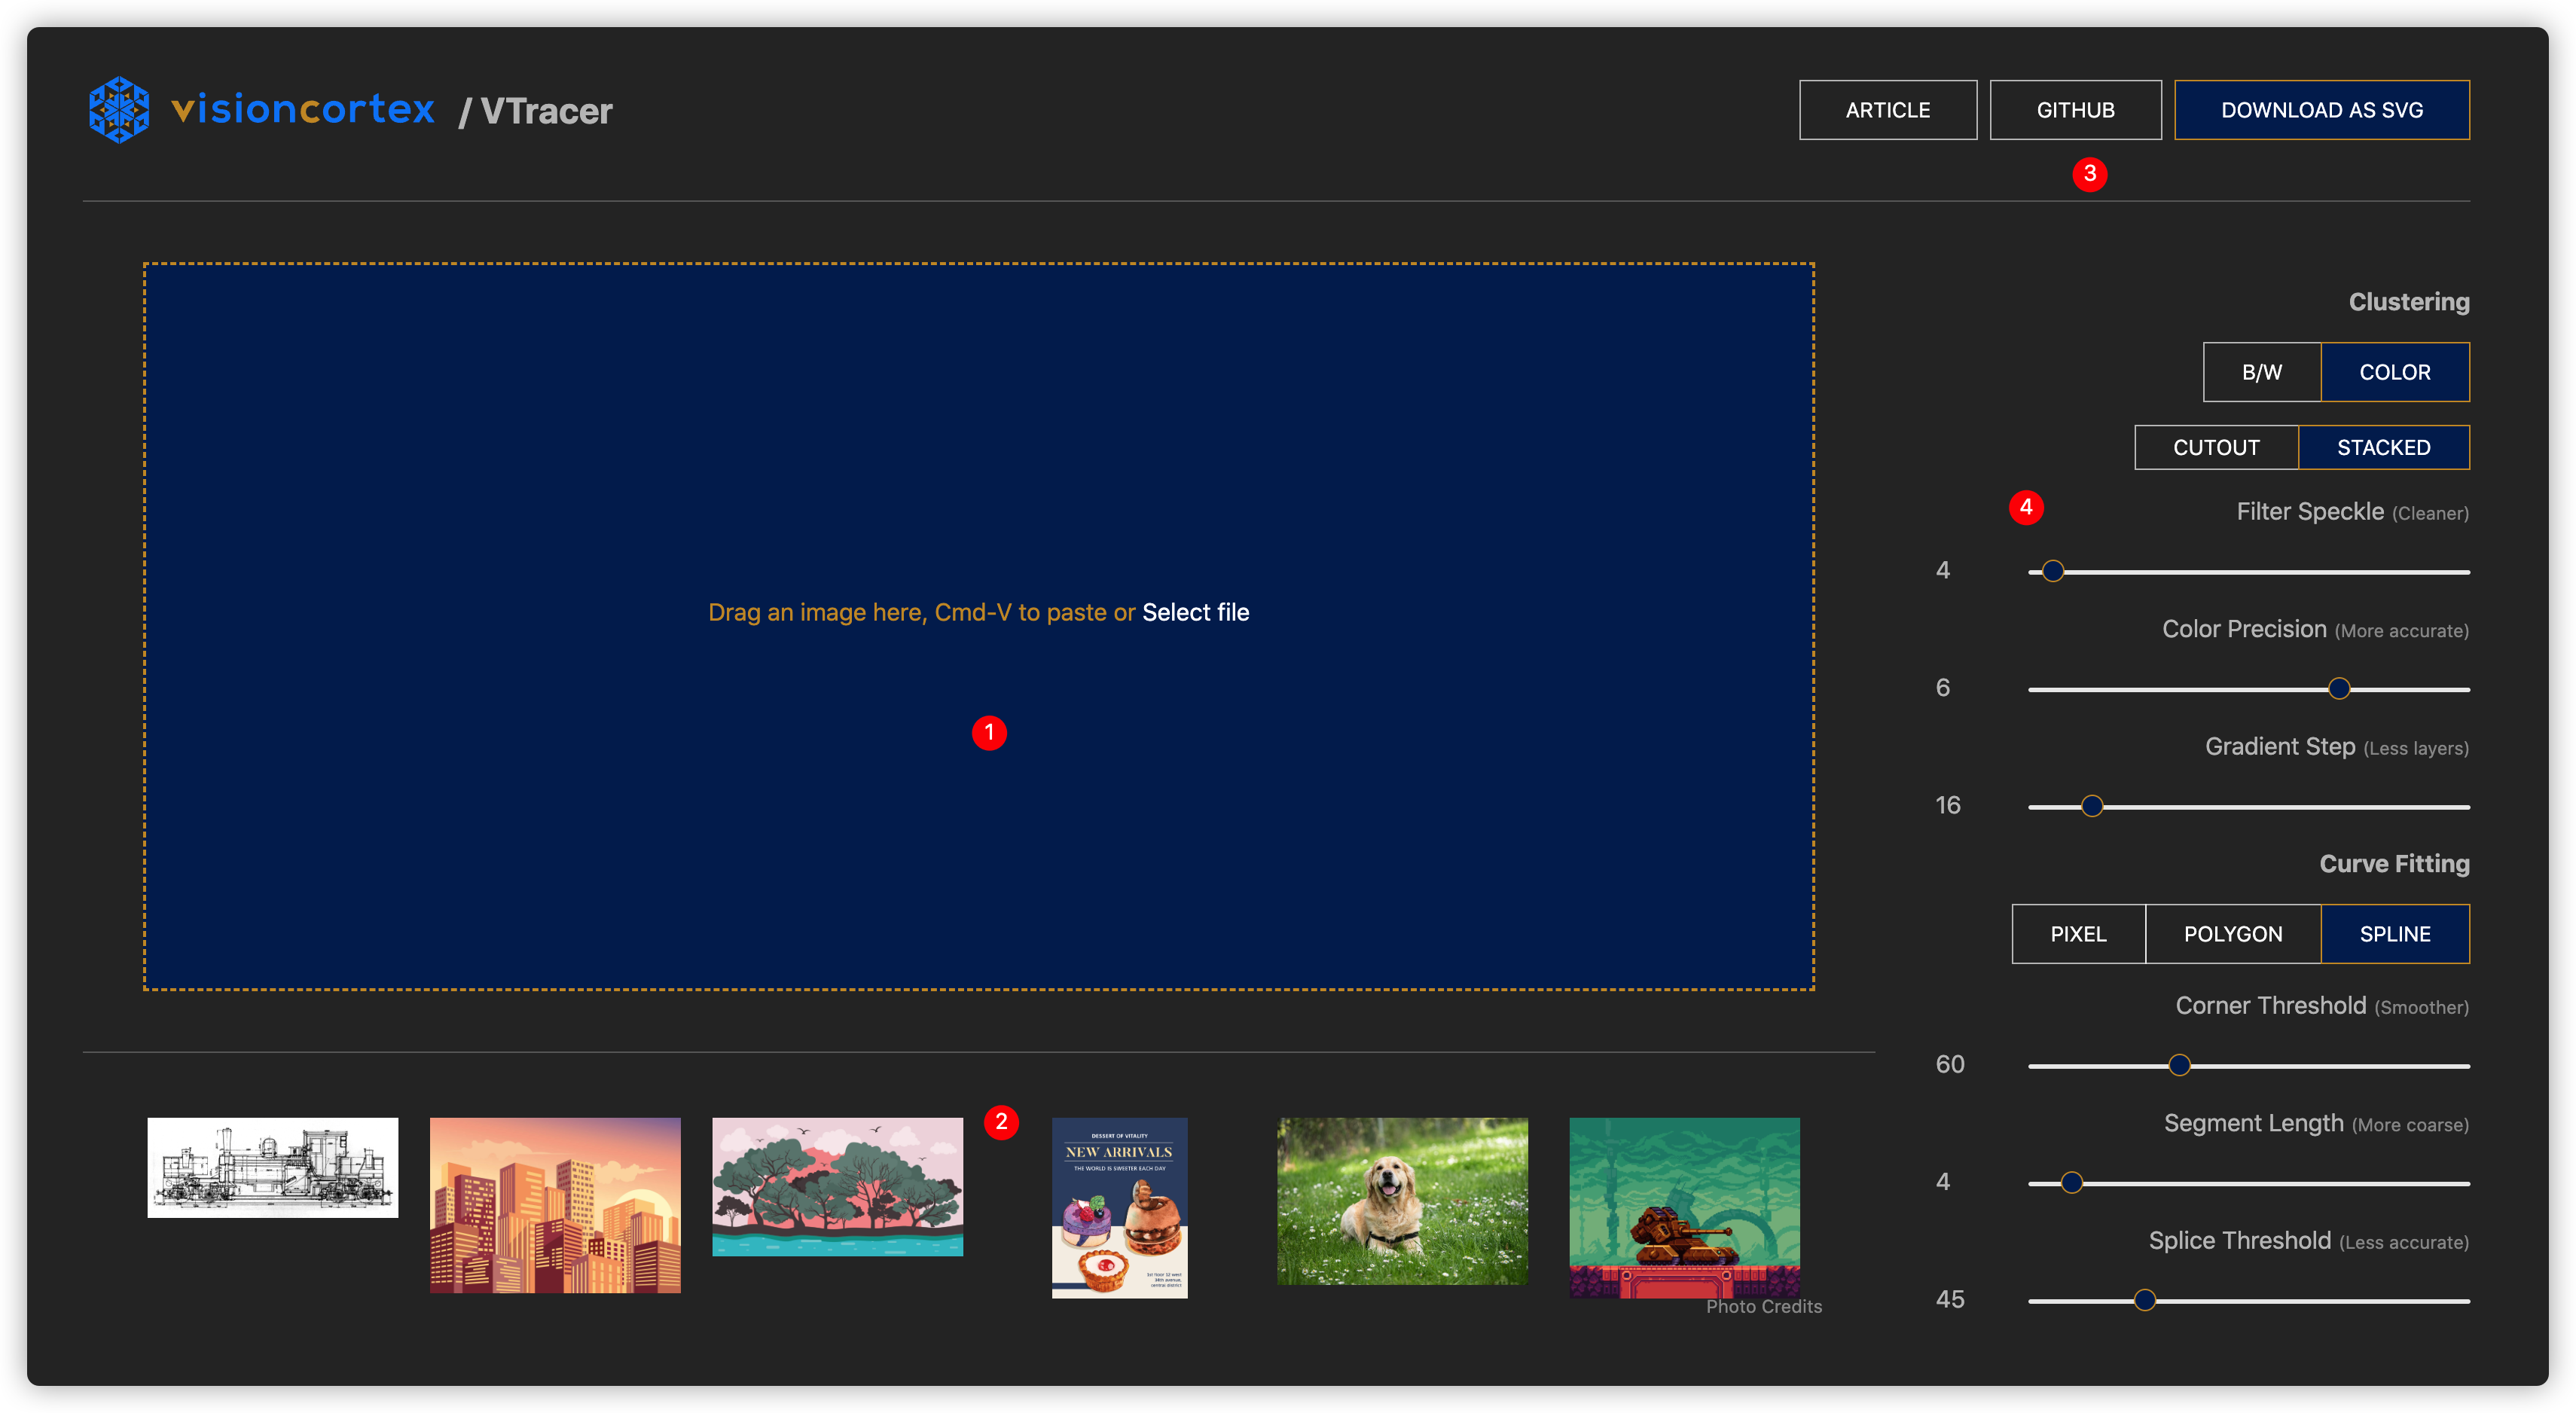 visioncortex / VTracer
ARTICLE
GITHUB
DOWNLOAD AS SVG
3
Drag an image here, Cmd-V to paste or Select file
1
Clustering
B/W
COLOR
CUTOUT
STACKED
4
Filter Speckle (Cleaner)
4
Color Precision (More accurate)
6
Gradient Step (Less layers)
16
Curve Fitting
PIXEL
POLYGON
SPLINE
Corner Threshold (Smoother)
60
Segment Length (More coarse)
4
Splice Threshold (Less accurate)
45
2
DESSERT OF VITALITY
NEW ARRIVALS
THE WORLD IS SWEETER EACH DAY
Photo Credits